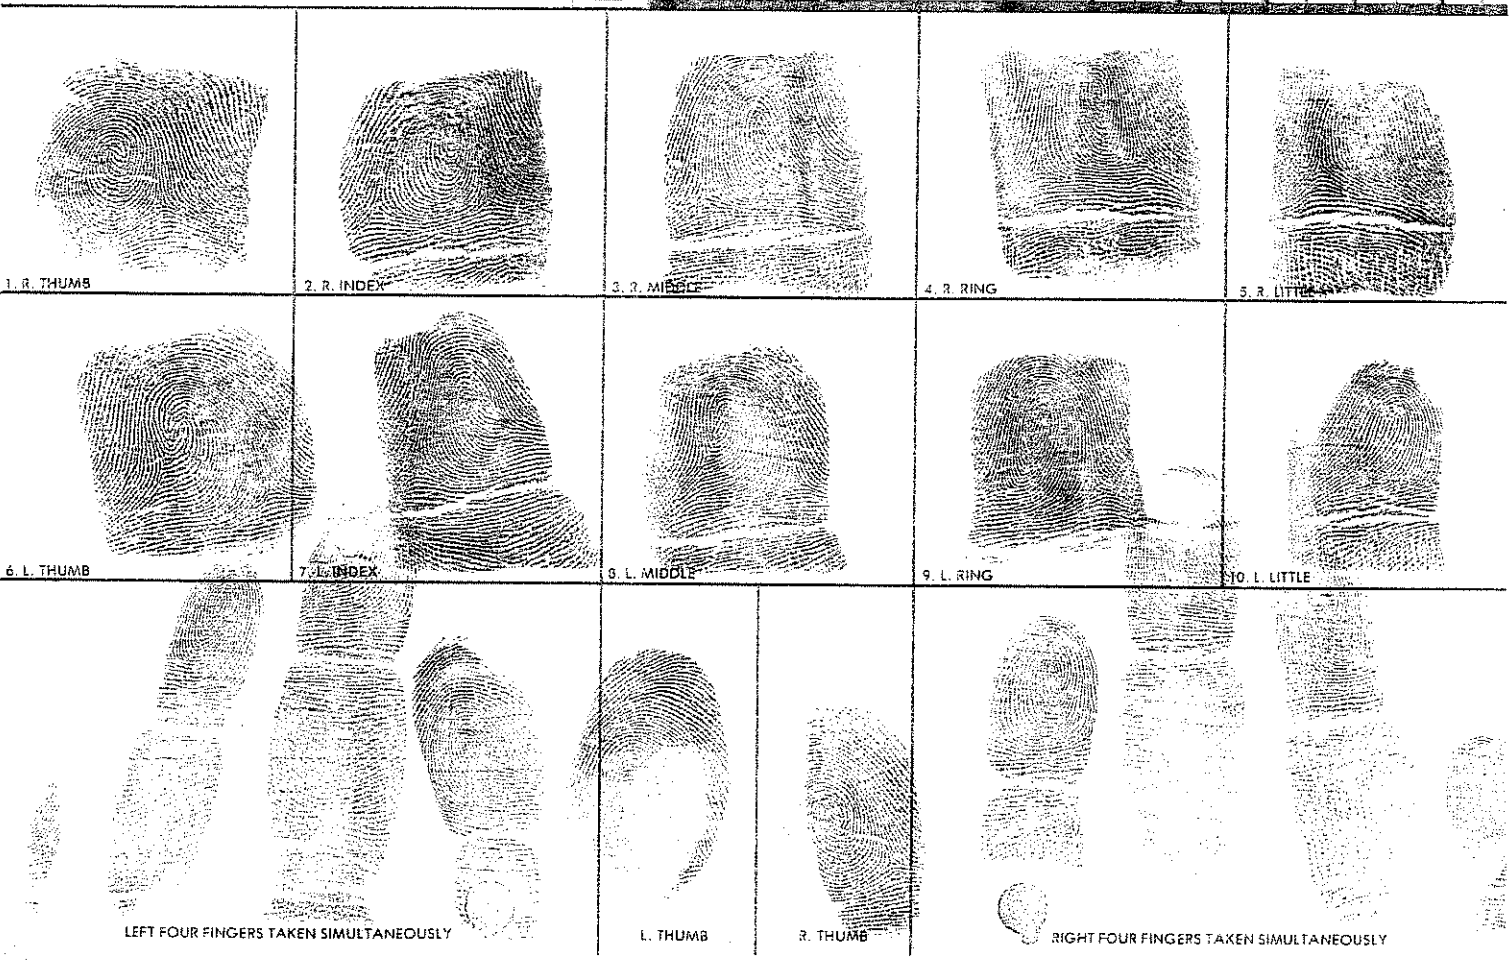 1. R. THUMB
2. R. INDEX
3. R. MIDDLE
4. R. RING
5. R. LITTLE
6. L. THUMB
7. L. INDEX
8. L. MIDDLE
9. L. RING
10. L. LITTLE
LEFT FOUR FINGERS TAKEN SIMULTANEOUSLY
L. THUMB
R. THUMB
RIGHT FOUR FINGERS TAKEN SIMULTANEOUSLY